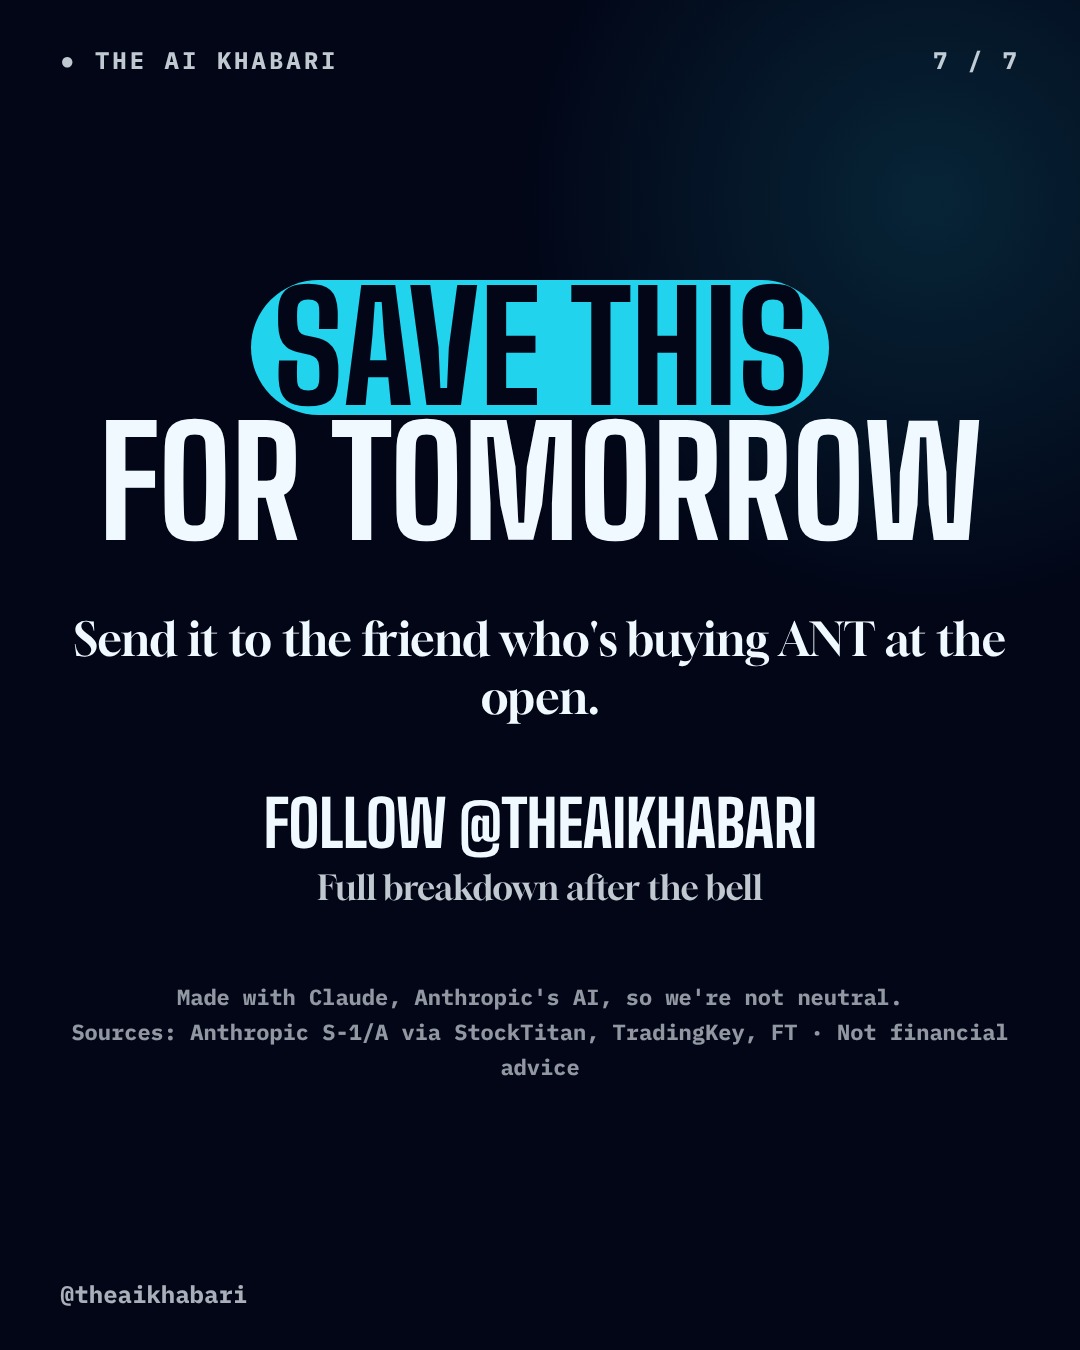 ● THE AI KHABARI
7 / 7
SAVE THIS
FOR TOMORROW
Send it to the friend who's buying ANT at the
open.
FOLLOW @THEAIKHABARI
Full breakdown after the bell
Made with Claude, Anthropic's AI, so we're not neutral.
Sources: Anthropic S-1/A via StockTitan, TradingKey, FT · Not financial
advice
@theaikhabari